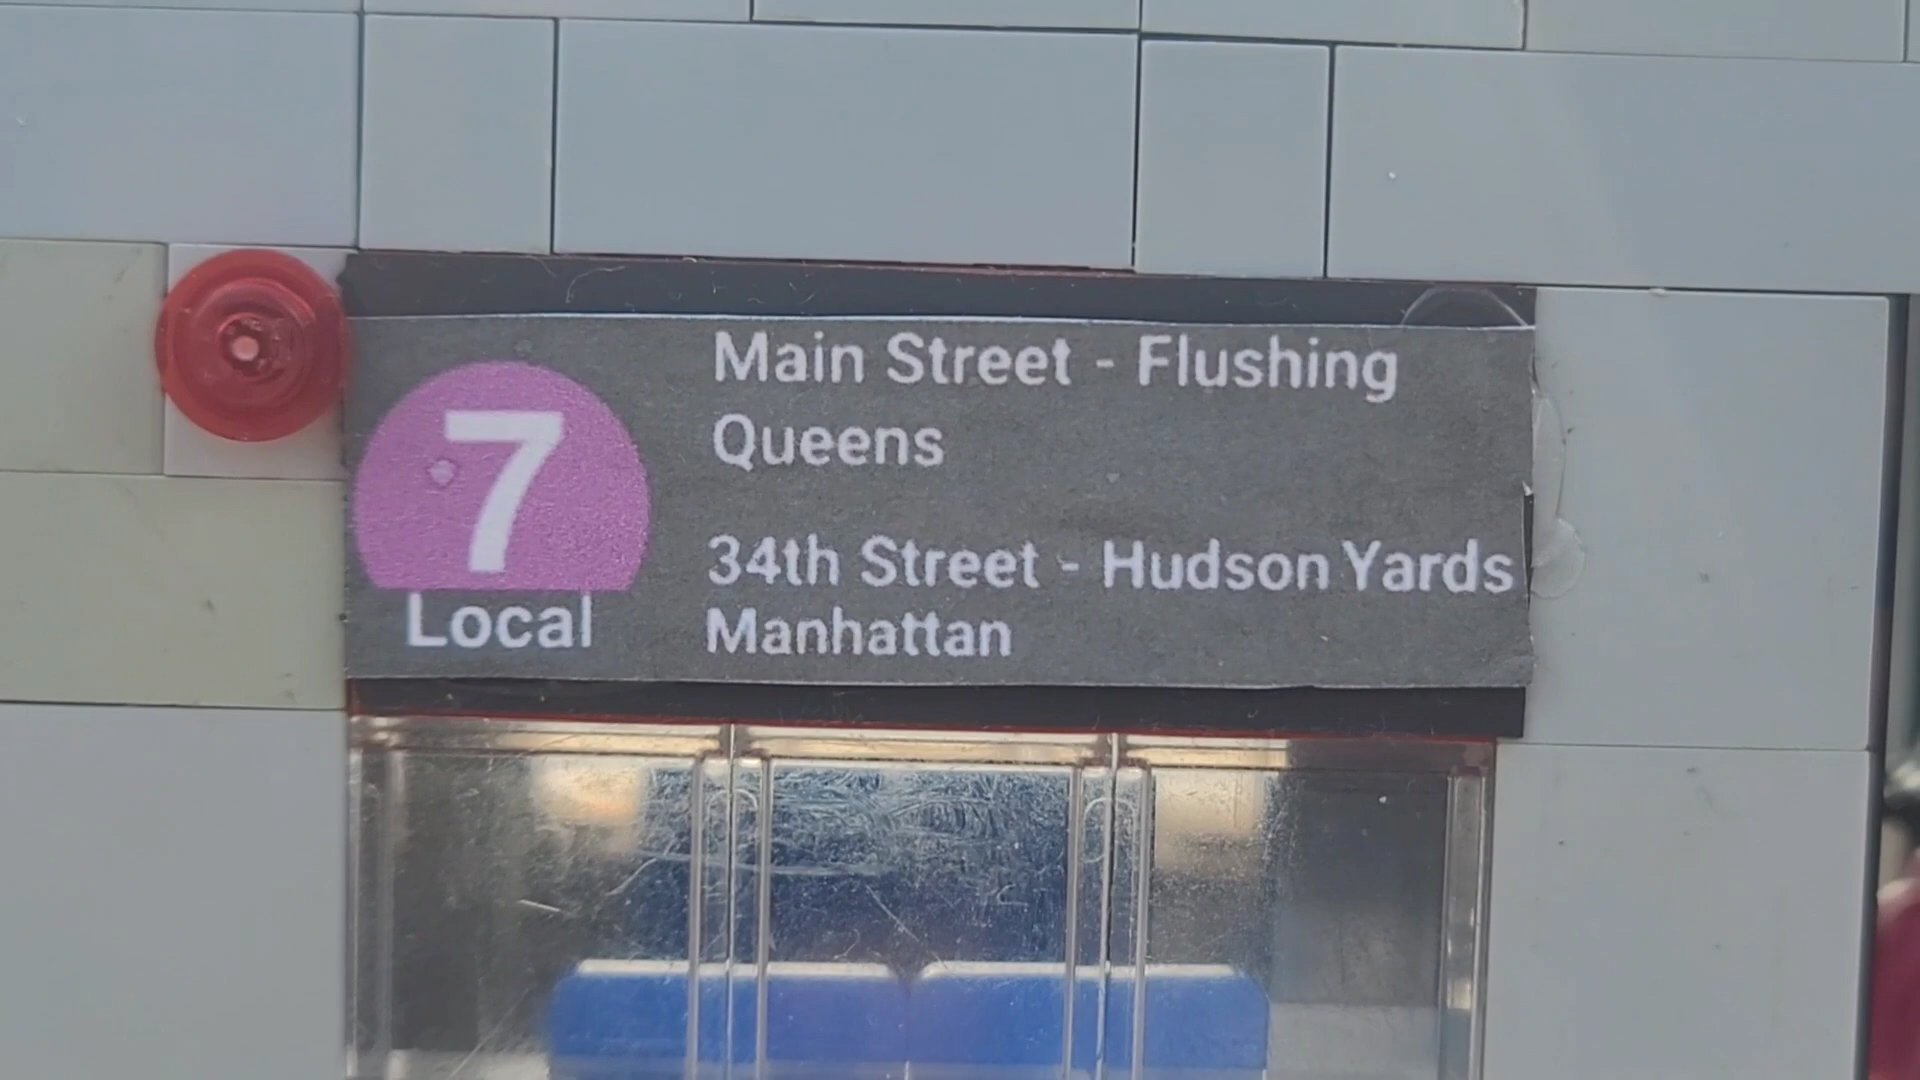 7
Local
Main Street - Flushing
Queens
34th Street - Hudson Yards
Manhattan